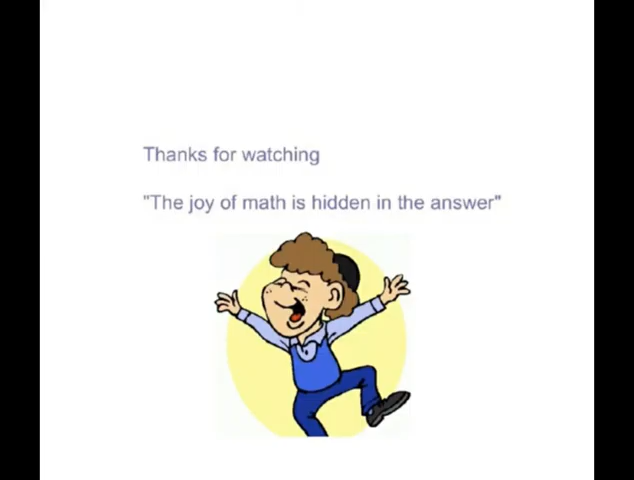 Thanks for watching
"The joy of math is hidden in the answer"